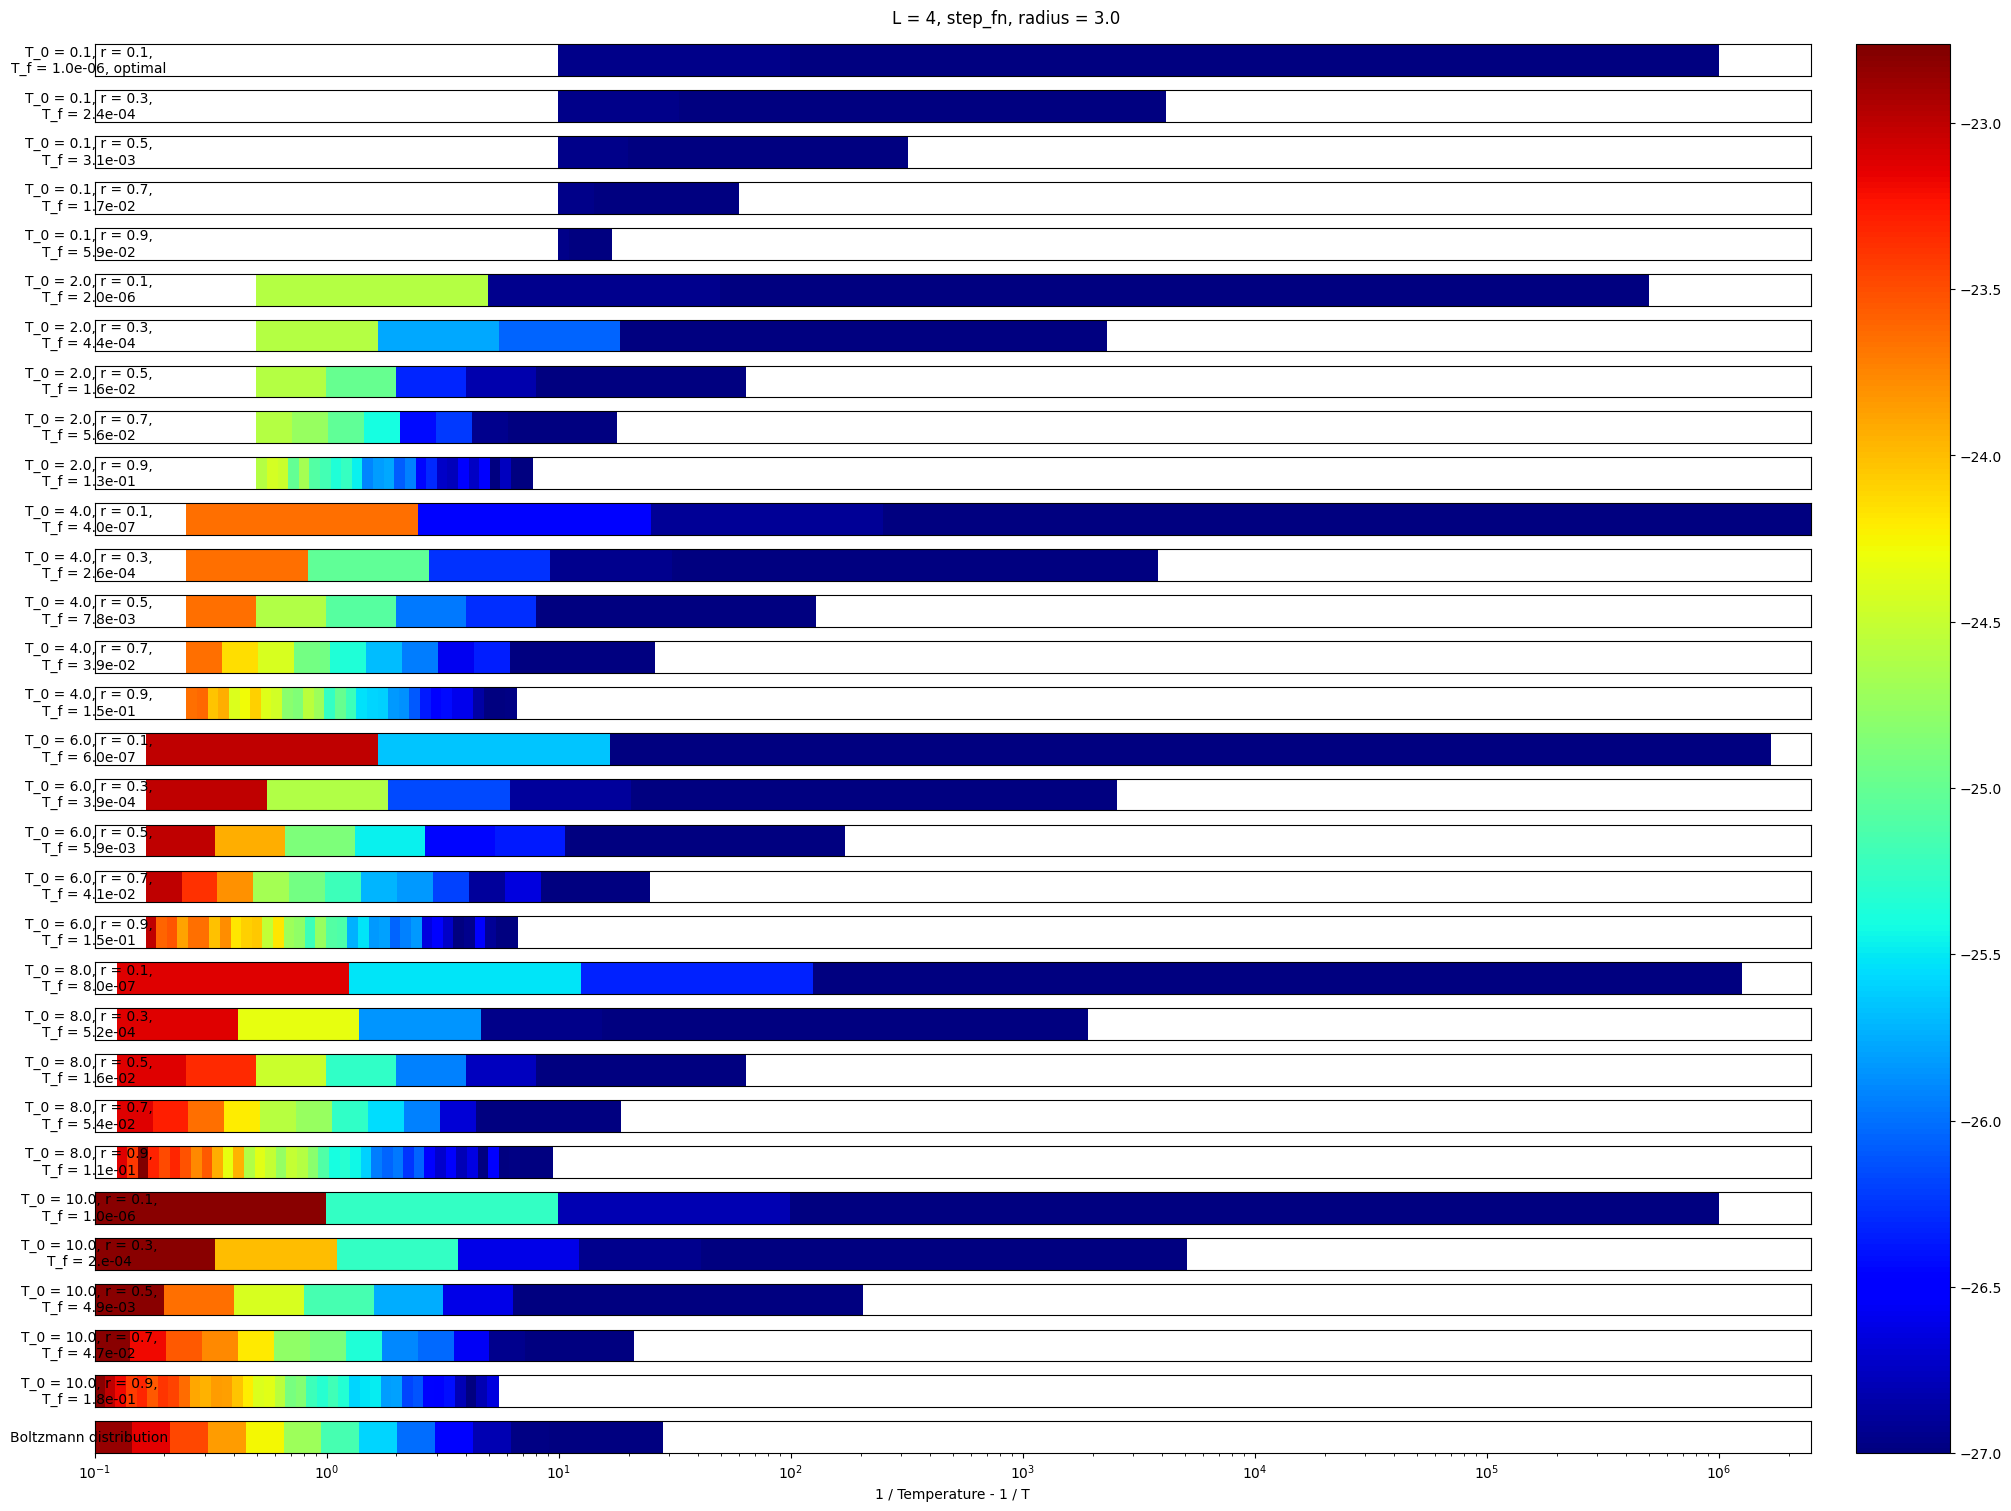 L = 4, step_fn, radius = 3.0
T_0 = 0.1, r = 0.1,
T_f = 1.0e-06, optimal
T_0 = 0.1, r = 0.3,
T_f = 2.4e-04
T_0 = 0.1, r = 0.5,
T_f = 3.1e-03
T_0 = 0.1, r = 0.7,
T_f = 1.7e-02
T_0 = 0.1, r = 0.9,
T_f = 5.9e-02
T_0 = 2.0, r = 0.1,
T_f = 2.0e-06
T_0 = 2.0, r = 0.3,
T_f = 4.4e-04
T_0 = 2.0, r = 0.5,
T_f = 1.6e-02
T_0 = 2.0, r = 0.7,
T_f = 5.6e-02
T_0 = 2.0, r = 0.9,
T_f = 1.3e-01
T_0 = 4.0, r = 0.1,
T_f = 4.0e-07
T_0 = 4.0, r = 0.3,
T_f = 2.6e-04
T_0 = 4.0, r = 0.5,
T_f = 7.8e-03
T_0 = 4.0, r = 0.7,
T_f = 3.9e-02
T_0 = 4.0, r = 0.9,
T_f = 1.5e-01
T_0 = 6.0, r = 0.1,
T_f = 6.0e-07
T_0 = 6.0, r = 0.3,
T_f = 3.9e-04
T_0 = 6.0, r = 0.5,
T_f = 5.9e-03
T_0 = 6.0, r = 0.7,
T_f = 4.1e-02
T_0 = 6.0, r = 0.9,
T_f = 1.5e-01
T_0 = 8.0, r = 0.1,
T_f = 8.0e-07
T_0 = 8.0, r = 0.3,
T_f = 5.2e-04
T_0 = 8.0, r = 0.5,
T_f = 1.6e-02
T_0 = 8.0, r = 0.7,
T_f = 5.4e-02
T_0 = 8.0, r = 0.9,
T_f = 1.1e-01
T_0 = 10.0, r = 0.1,
T_f = 1.0e-06
T_0 = 10.0, r = 0.3,
T_f = 2.e-04
T_0 = 10.0, r = 0.5,
T_f = 4.9e-03
T_0 = 10.0, r = 0.7,
T_f = 4.7e-02
T_0 = 10.0, r = 0.9,
T_f = 1.8e-01
Boltzmann distribution
10⁻¹ 10⁰ 10¹ 10² 10³ 10⁴ 10⁵ 10⁶
1 / Temperature - 1 / T
−23.0
−23.5
−24.0
−24.5
−25.0
−25.5
−26.0
−26.5
−27.0